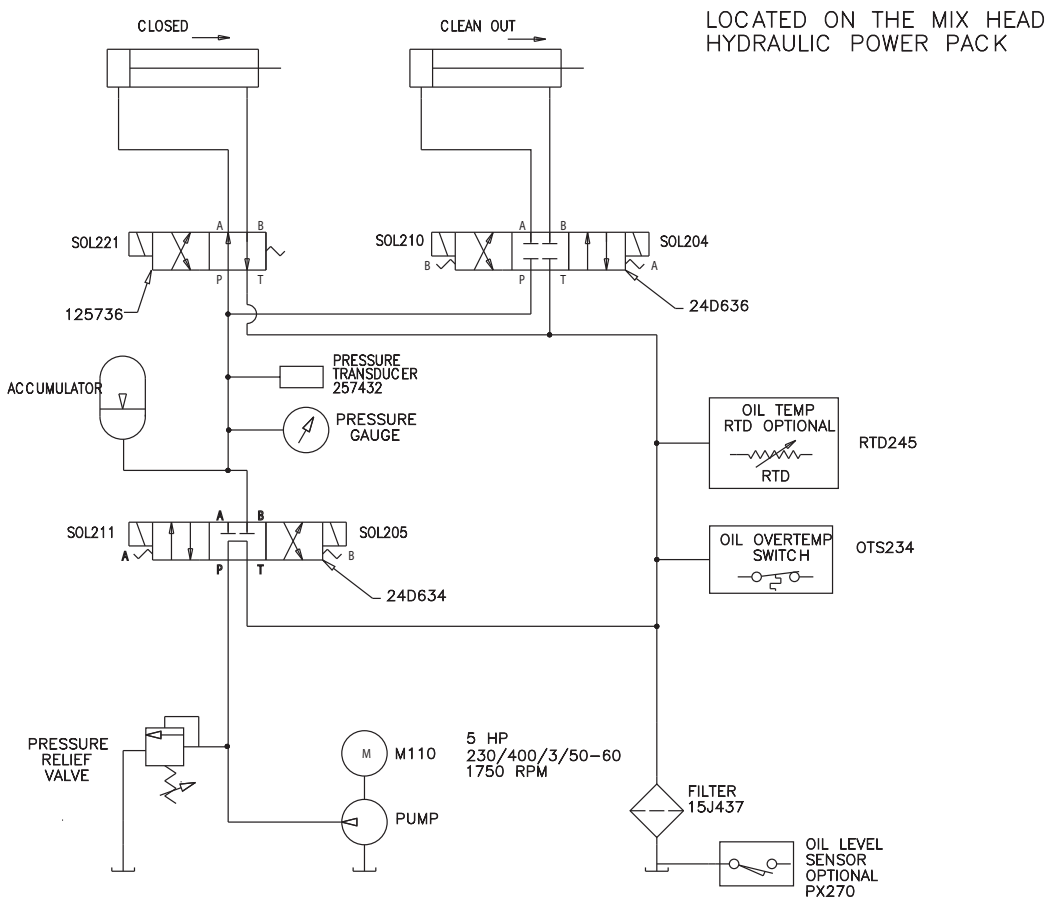 LOCATED ON THE MIX HEAD
HYDRAULIC POWER PACK
CLOSED
CLEAN OUT
A B
A B
SOL221
SOL210
SOL204
B
A
P T
P T
125736
24D636
PRESSURE
TRANSDUCER
257432
ACCUMULATOR
PRESSURE
GAUGE
OIL TEMP
RTD OPTIONAL
RTD
RTD245
A B
SOL211
SOL205
A
B
P T
OIL OVERTEMP
SWITCH
OTS234
24D634
PRESSURE
RELIEF
VALVE
M
M110
5 HP
230/400/3/50-60
1750 RPM
PUMP
FILTER
15J437
OIL LEVEL
SENSOR
OPTIONAL
PX270